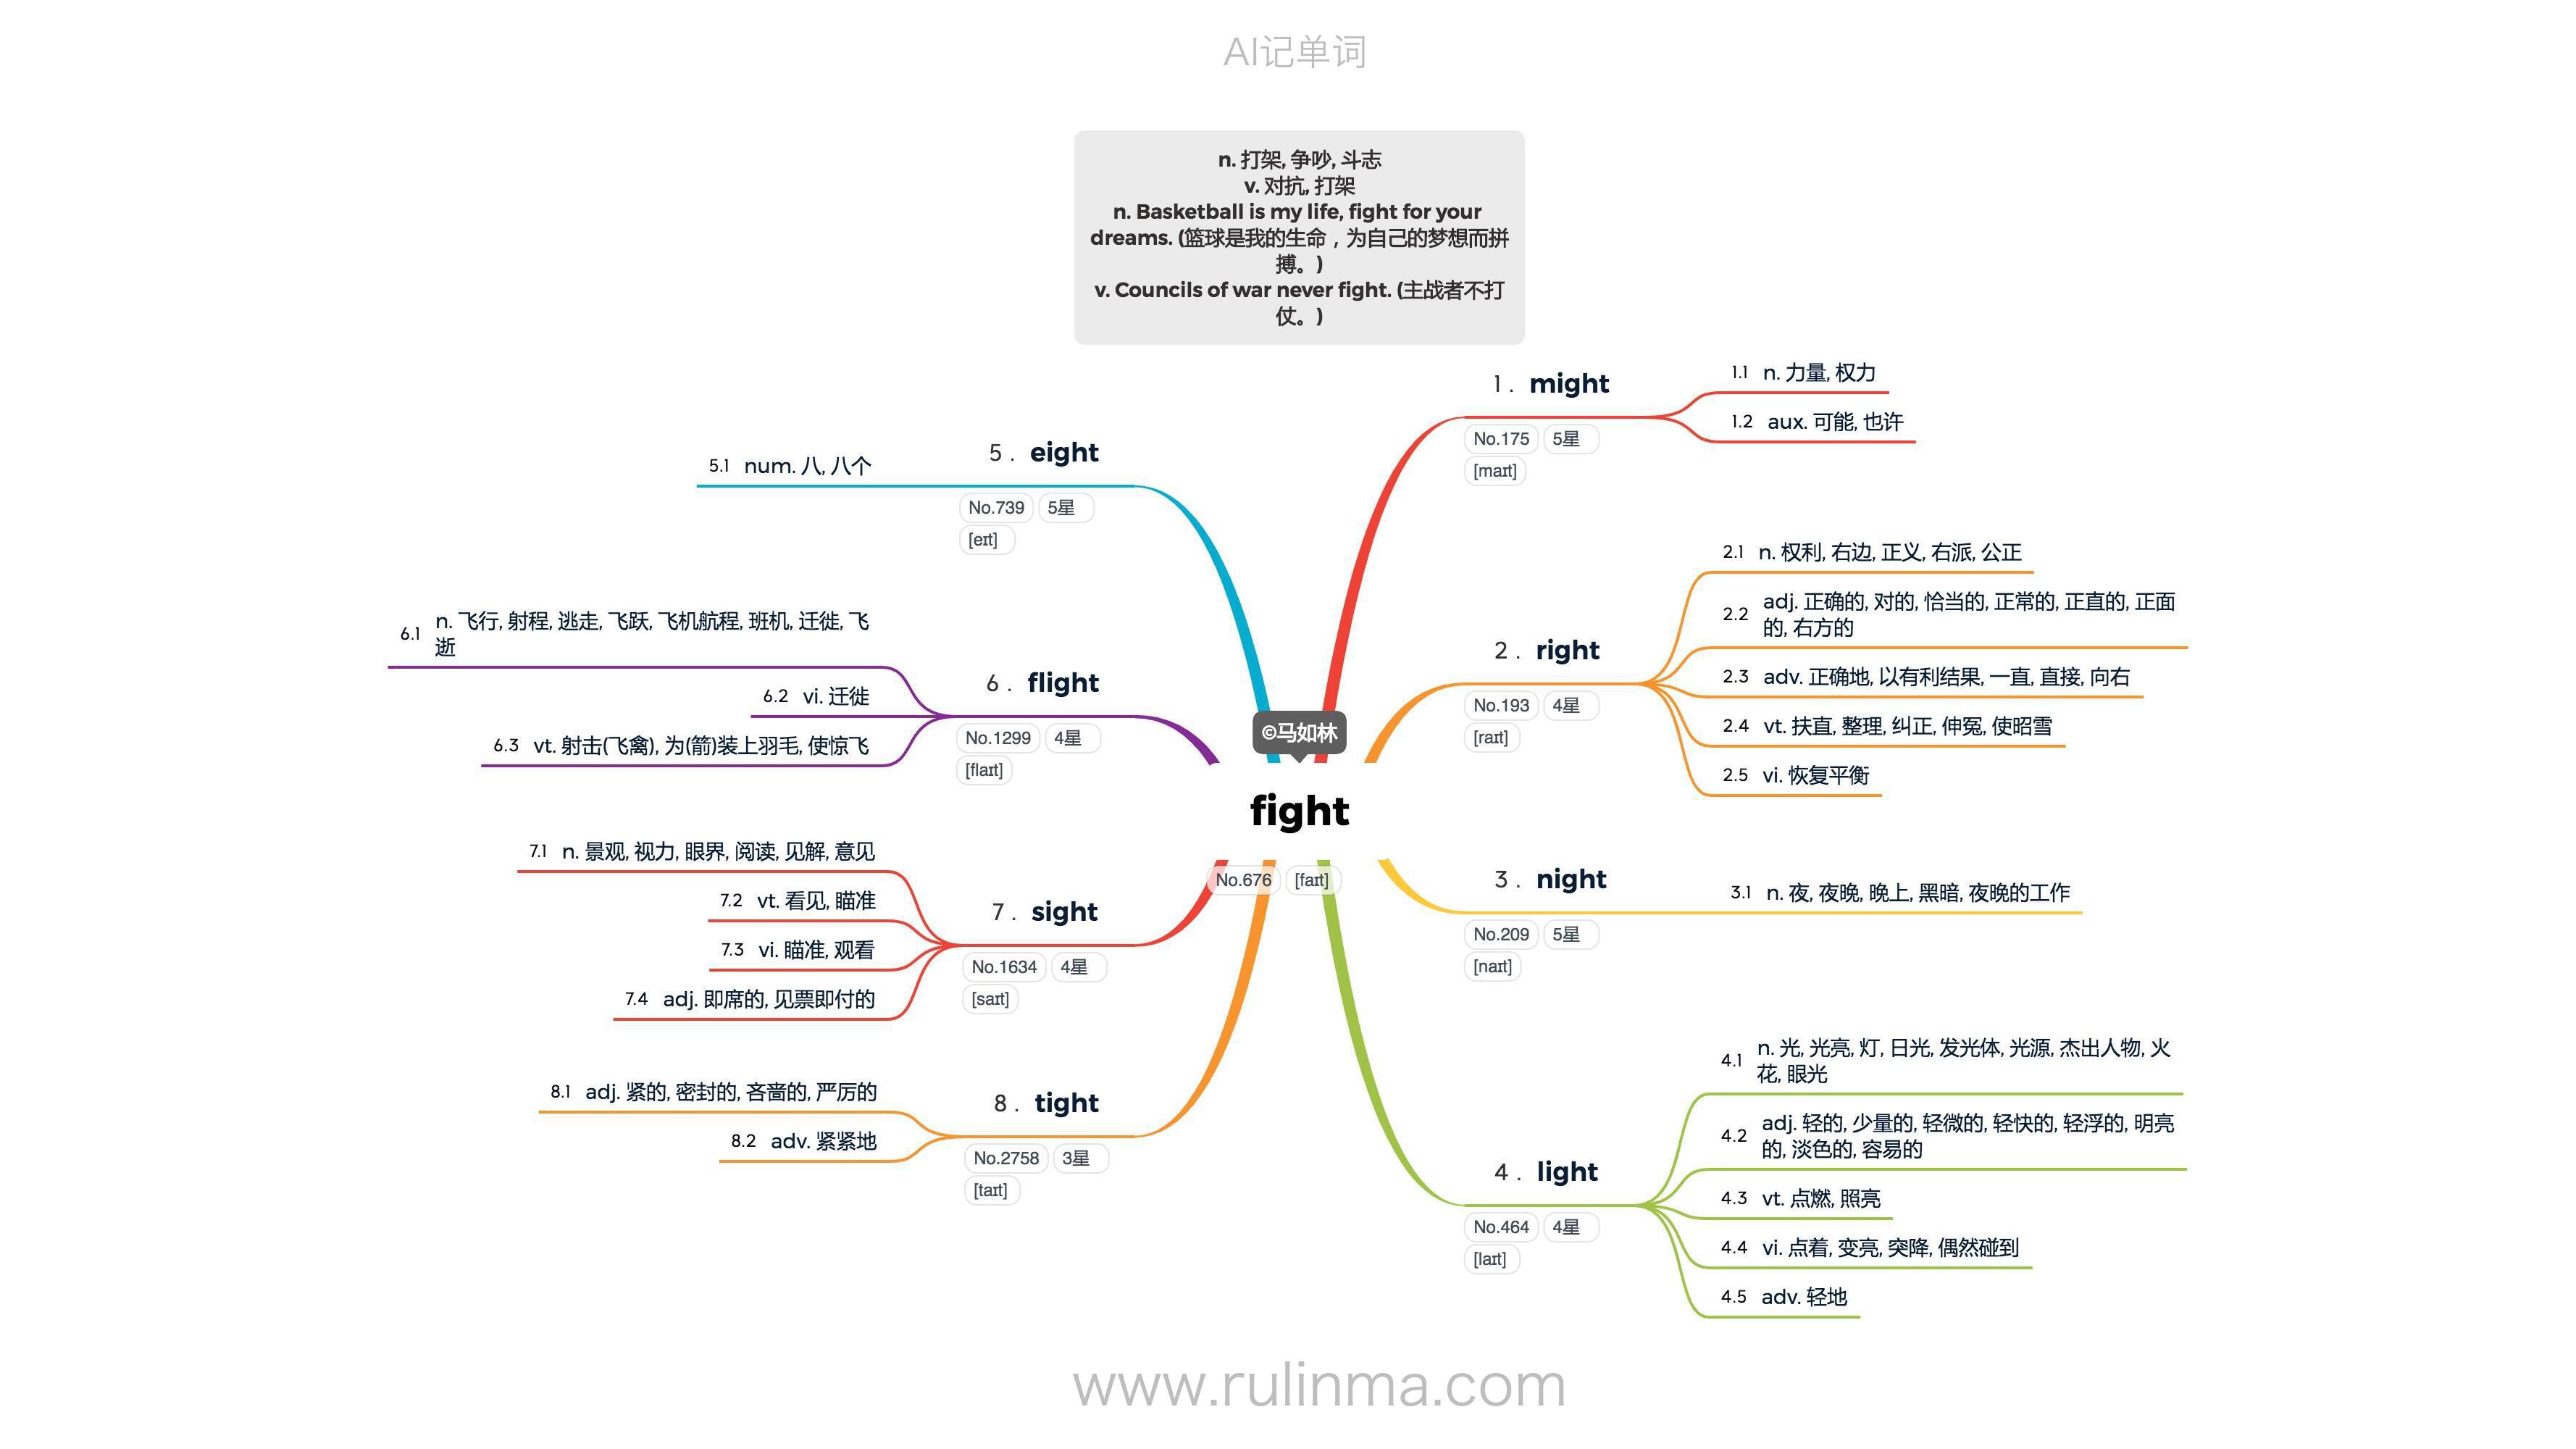 AI记单词
n. 打架, 争吵, 斗志
v. 对抗, 打架
n. Basketball is my life, fight for your
dreams. (篮球是我的生命，为自己的梦想而拼
搏。)
v. Councils of war never fight. (主战者不打
仗。)
©马如林
fight
No.676 [faɪt]
1. might
No.175 5星
[maɪt]
1.1 n. 力量, 权力
1.2 aux. 可能, 也许
2. right
No.193 4星
[raɪt]
2.1 n. 权利, 右边, 正义, 右派, 公正
2.2 adj. 正确的, 对的, 恰当的, 正常的, 正直的, 正面
的, 右方的
2.3 adv. 正确地, 以有利结果, 一直, 直接, 向右
2.4 vt. 扶直, 整理, 纠正, 伸冤, 使昭雪
2.5 vi. 恢复平衡
3. night
No.209 5星
[naɪt]
3.1 n. 夜, 夜晚, 晚上, 黑暗, 夜晚的工作
4. light
No.464 4星
[laɪt]
4.1 n. 光, 光亮, 灯, 日光, 发光体, 光源, 杰出人物, 火
花, 眼光
4.2 adj. 轻的, 少量的, 轻微的, 轻快的, 轻浮的, 明亮
的, 淡色的, 容易的
4.3 vt. 点燃, 照亮
4.4 vi. 点着, 变亮, 突降, 偶然碰到
4.5 adv. 轻地
5. eight
No.739 5星
[eɪt]
5.1 num. 八, 八个
6. flight
No.1299 4星
[flaɪt]
6.1 n. 飞行, 射程, 逃走, 飞跃, 飞机航程, 班机, 迁徙, 飞
逝
6.2 vi. 迁徙
6.3 vt. 射击(飞禽), 为(箭)装上羽毛, 使惊飞
7. sight
No.1634 4星
[saɪt]
7.1 n. 景观, 视力, 眼界, 阅读, 见解, 意见
7.2 vt. 看见, 瞄准
7.3 vi. 瞄准, 观看
7.4 adj. 即席的, 见票即付的
8. tight
No.2758 3星
[taɪt]
8.1 adj. 紧的, 密封的, 吝啬的, 严厉的
8.2 adv. 紧紧地
www.rulinma.com